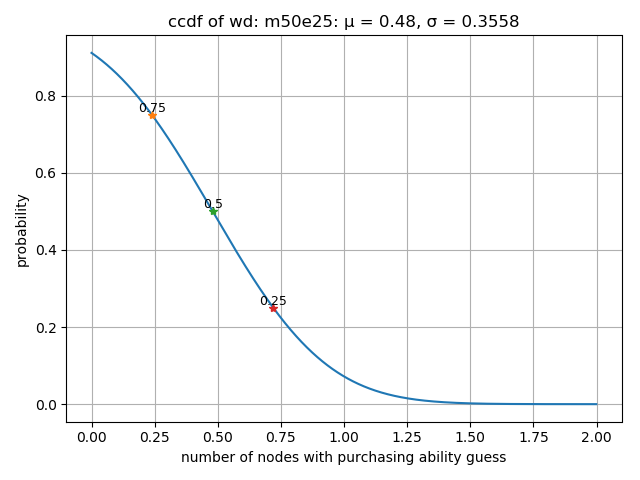 ccdf of wd: m50e25: μ = 0.48, σ = 0.3558
probability
0.8
0.6
0.4
0.2
0.0
0.75
0.5
0.25
0.00 0.25 0.50 0.75 1.00 1.25 1.50 1.75 2.00
number of nodes with purchasing ability guess